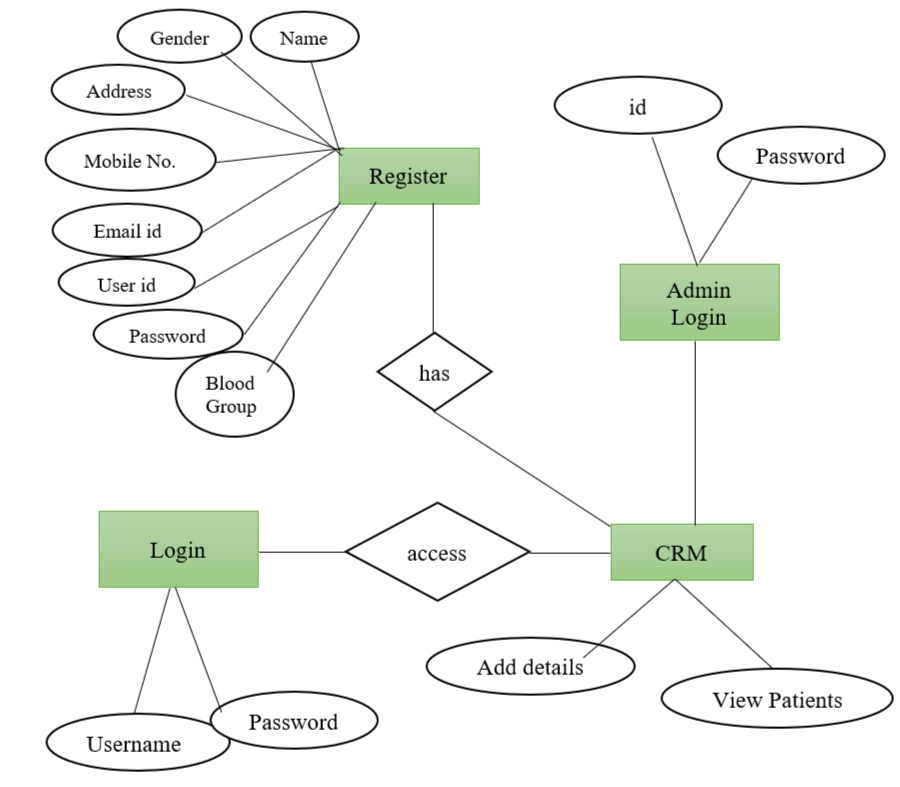 Gender
Name
Address
id
Mobile No.
Password
Register
Email id
User id
Admin
Login
Password
has
Blood
Group
Login
access
CRM
Add details
View Patients
Password
Username